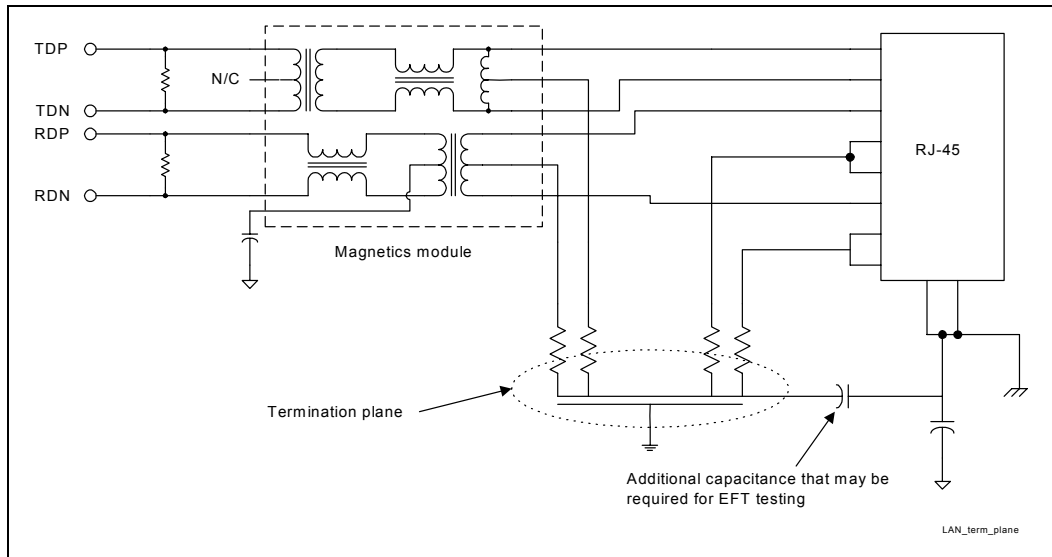 TDP
N/C
TDN
RDP
RDN
RJ-45
Magnetics module
Termination plane
Additional capacitance that may be
required for EFT testing
LAN_term_plane